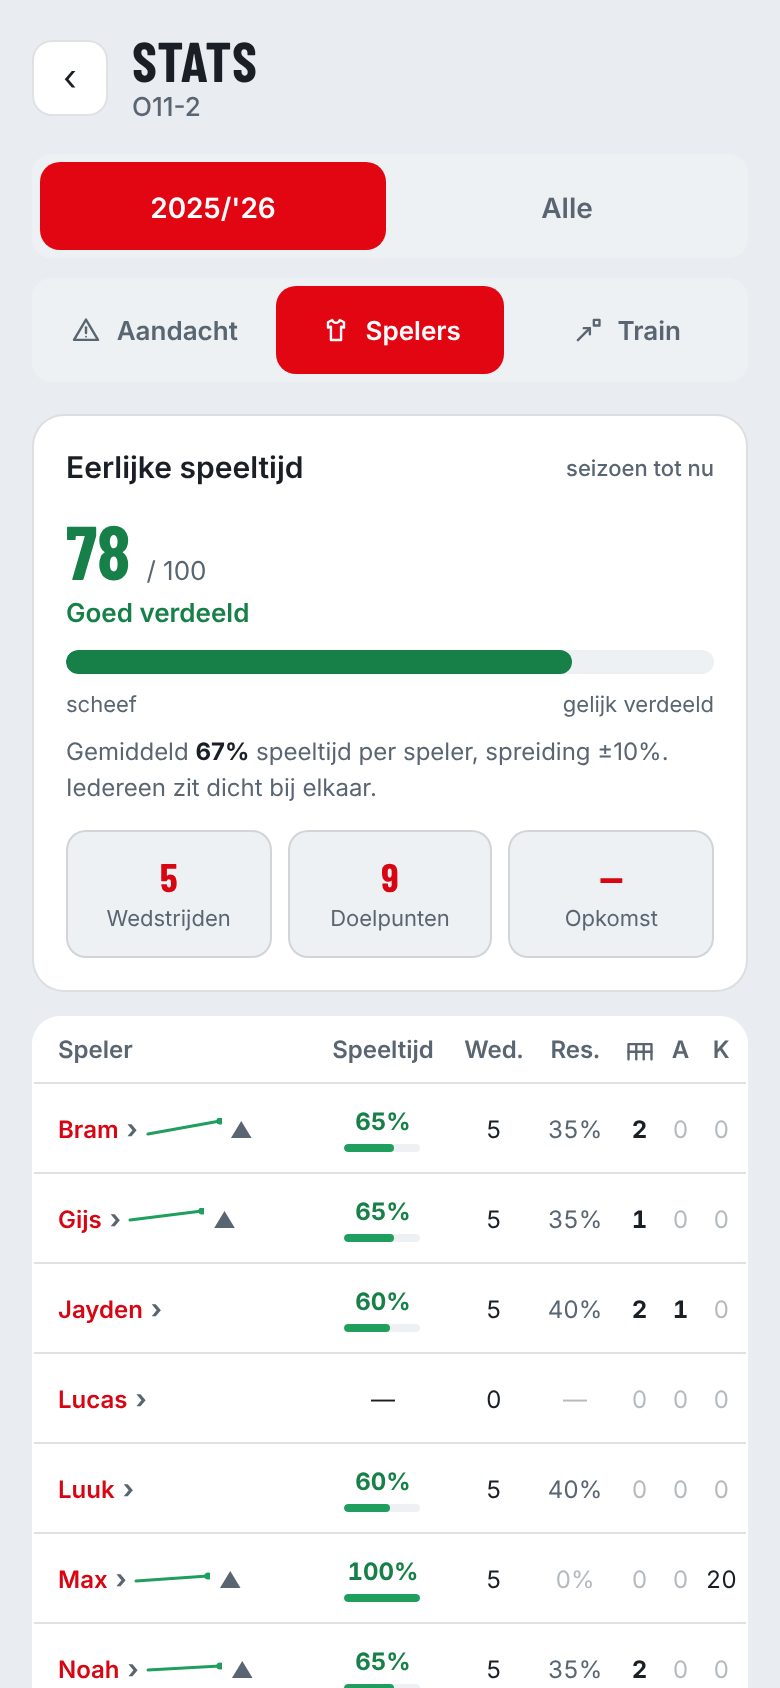 ‹ STATS
O11-2
2025/'26 Alle
Aandacht Spelers Train
Eerlijke speeltijd seizoen tot nu
78 / 100
Goed verdeeld
scheef gelijk verdeeld
Gemiddeld 67% speeltijd per speler, spreiding ±10%.
Iedereen zit dicht bij elkaar.
5 9 –
Wedstrijden Doelpunten Opkomst
Speler Speeltijd Wed. Res. A K
Bram › ▲ 65% 5 35% 2 0 0
Gijs › ▲ 65% 5 35% 1 0 0
Jayden › 60% 5 40% 2 1 0
Lucas › — 0 — 0 0 0
Luuk › 60% 5 40% 0 0 0
Max › ▲ 100% 5 0% 0 0 20
Noah › ▲ 65% 5 35% 2 0 0